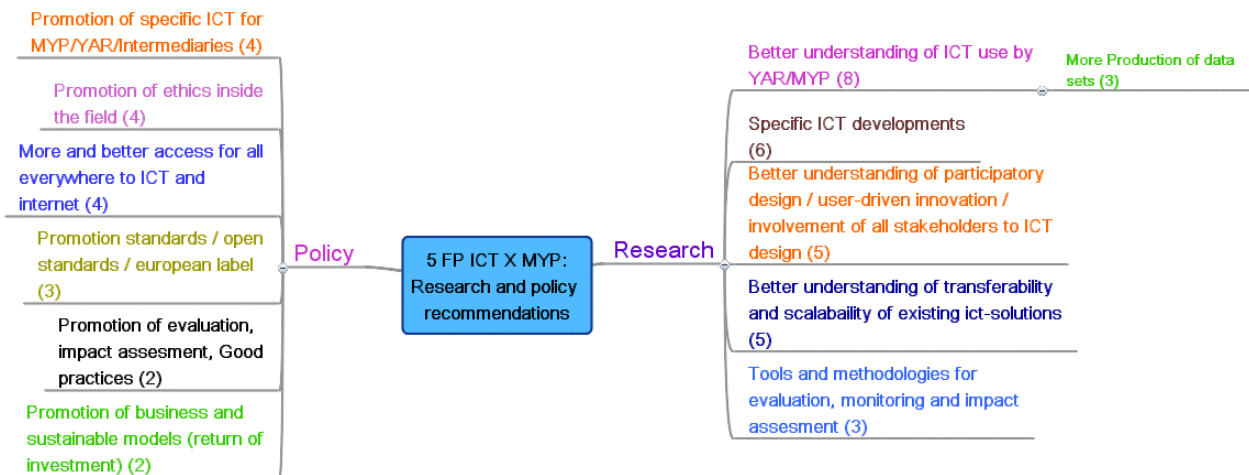 Promotion of specific ICT for
MYP/YAR/Intermediaries (4)
Promotion of ethics inside
the field (4)
More and better access for all
everywhere to ICT and
internet (4)
Promotion standards / open
standards / european label
(3)
Promotion of evaluation,
impact assesment, Good
practices (2)
Promotion of business and
sustainable models (return of
investment) (2)
Policy
5 FP ICT X MYP:
Research and policy
recommendations
Research
Better understanding of ICT use by
YAR/MYP (8)
More Production of data
sets (3)
Specific ICT developments
(6)
Better understanding of participatory
design / user-driven innovation /
involvement of all stakeholders to ICT
design (5)
Better understanding of transferability
and scalabaility of existing ict-solutions
(5)
Tools and methodologies for
evaluation, monitoring and impact
assesment (3)